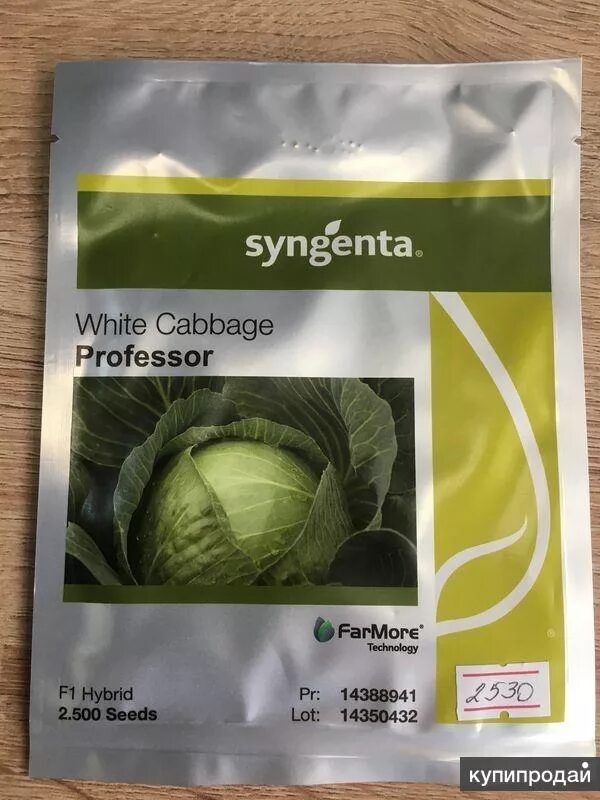 syngenta®
White Cabbage
Professor
FarMore®
Technology
F1 Hybrid
2.500 Seeds
Pr: 14388941
Lot: 14350432
2530
купипродай